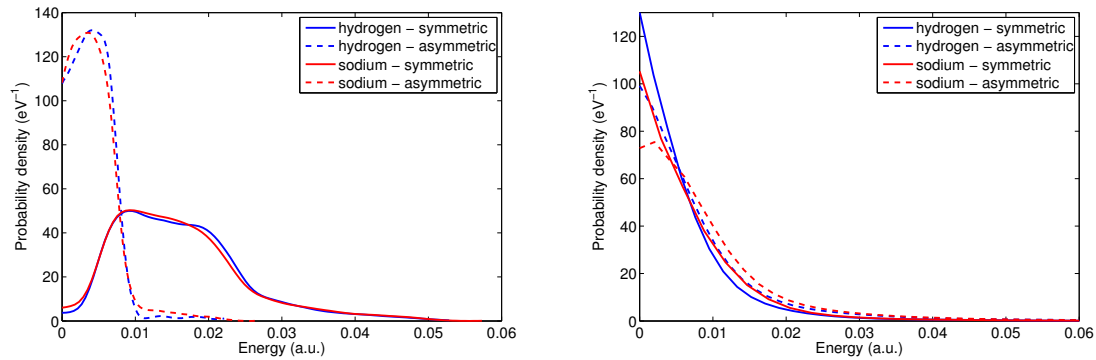 140
120
100
80
60
40
20
0
Probability density (eV⁻¹)
0
0.01
0.02
0.03
0.04
0.05
0.06
Energy (a.u.)
hydrogen − symmetric
hydrogen − asymmetric
sodium − symmetric
sodium − asymmetric
120
100
80
60
40
20
0
Probability density (eV⁻¹)
0
0.01
0.02
0.03
0.04
0.05
0.06
Energy (a.u.)
hydrogen − symmetric
hydrogen − asymmetric
sodium − symmetric
sodium − asymmetric